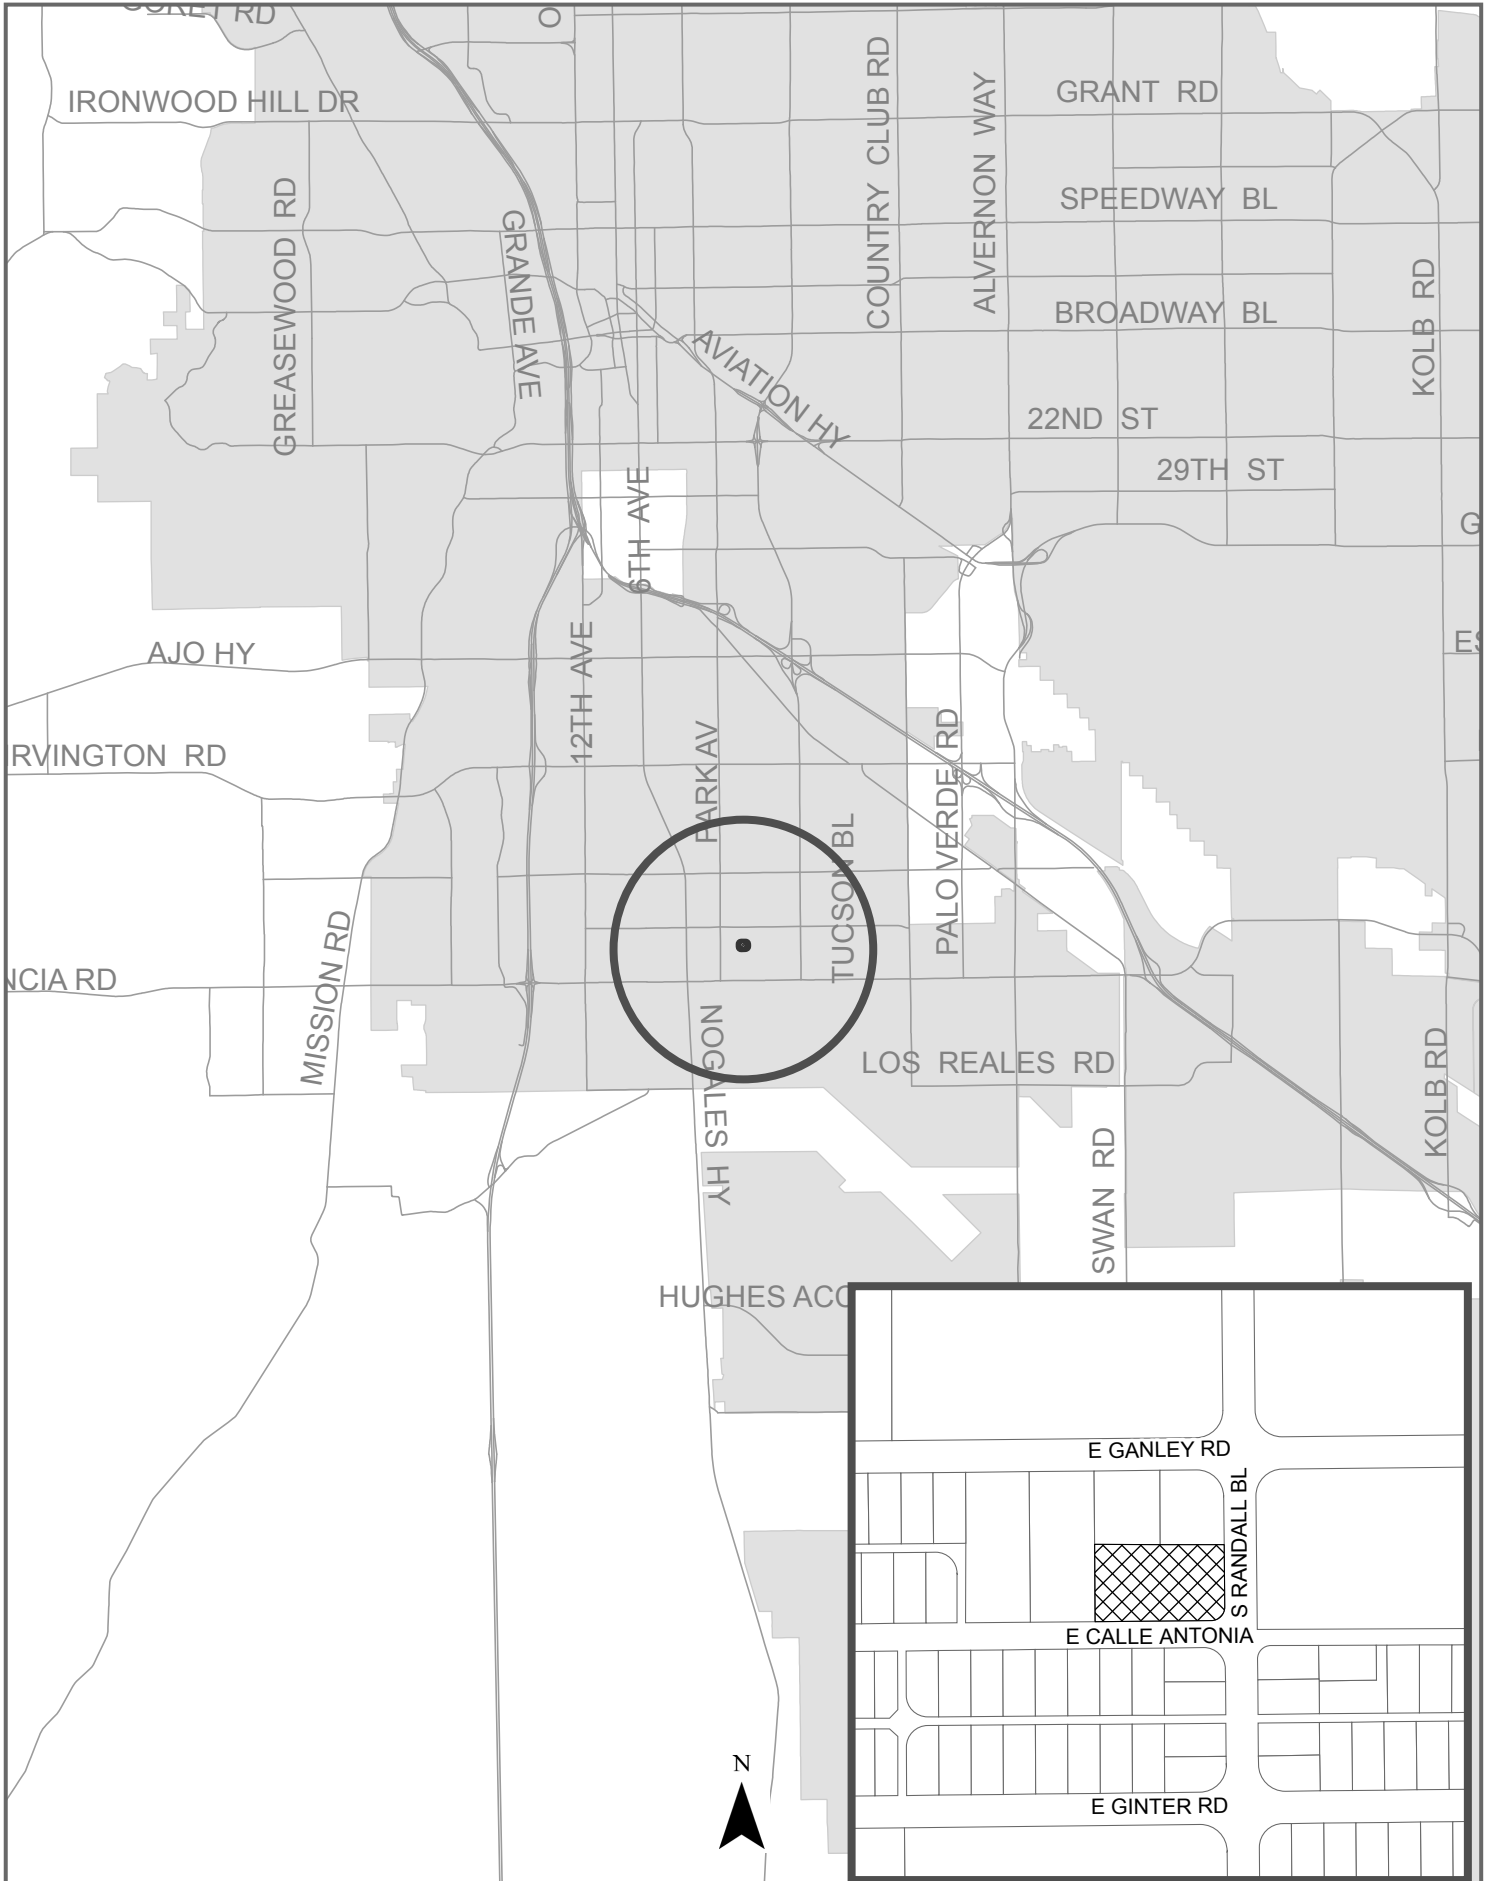 IRONWOOD HILL DR
GRANT RD
COUNTRY CLUB RD
ALVERNON WAY
SPEEDWAY BL
GREASEWOOD RD
GRANDE AVE
BROADWAY BL
KOLB RD
AVIATION HY
22ND ST
29TH ST
6TH AVE
AJO HY
12TH AVE
RVINGTON RD
PARK AV
PALO VERDE RD
TUCSON BL
MISSION RD
NCIA RD
NOGALES HY
LOS REALES RD
KOLB RD
SWAN RD
HUGHES ACC
E GANLEY RD
S RANDALL BL
E CALLE ANTONIA
E GINTER RD
N